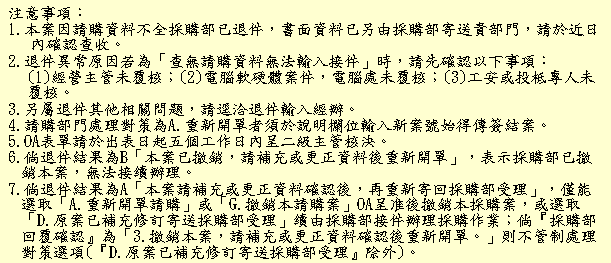 注意事項：
1.本案因請購資料不全採購部已退件，書面資料已另由採購部寄送貴部門，請於近日
內確認查收。
2.退件異常原因若為「查無請購資料無法輸入接件」時，請先確認以下事項：
(1)經營主管未覆核；(2)電腦軟硬體案件，電腦處未覆核；(3)工安或投柢專人未
覆核。
3.另屬退件其他相關問題，請逕洽退件輸入經辦。
4.請購部門處理對策為A.重新開單者須於說明欄位輸入新案號始得傳簽結案。
5.OA表單請於出表日起五個工作日內呈二級主管核決。
6.倘退件結果為B「本案已撤銷，請補充或更正資料後重新開單」，表示採購部已撤
銷本案，無法接續辦理。
7.倘退件結果為A「本案請補充或更正資料確認後，再重新寄回採購部受理」，僅能
選取「A.重新開單請購」或「G.撤銷本請購案」OA呈准後撤銷本採購案，或選取
「D.原案已補充修訂寄送採購部受理」續由採購部接件辦理採購作業；倘『採購部
回覆確認』為「3.撤銷本案，請補充或更正資料確認後重新開單。」則不管制處理
對策選項(『D.原案已補充修訂寄送採購部受理』除外)。